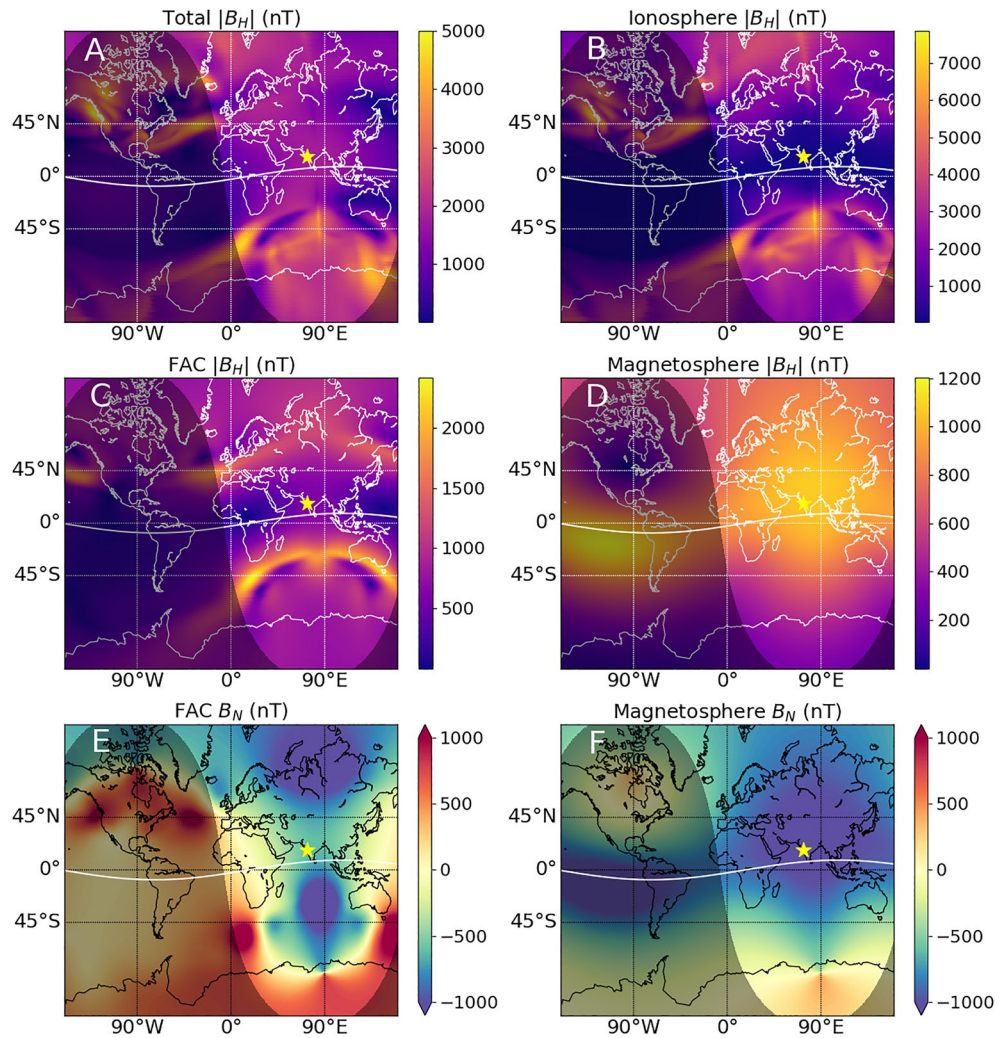 Total |B_H| (nT)
A
45°N
0°
45°S
90°W 0° 90°E
5000
4000
3000
2000
1000
Ionosphere |B_H| (nT)
B
45°N
0°
45°S
90°W 0° 90°E
7000
6000
5000
4000
3000
2000
1000
FAC |B_H| (nT)
C
45°N
0°
45°S
90°W 0° 90°E
2000
1500
1000
500
Magnetosphere |B_H| (nT)
D
45°N
0°
45°S
90°W 0° 90°E
1200
1000
800
600
400
200
FAC B_N (nT)
E
45°N
0°
45°S
90°W 0° 90°E
1000
500
0
−500
−1000
Magnetosphere B_N (nT)
F
45°N
0°
45°S
90°W 0° 90°E
1000
500
0
−500
−1000